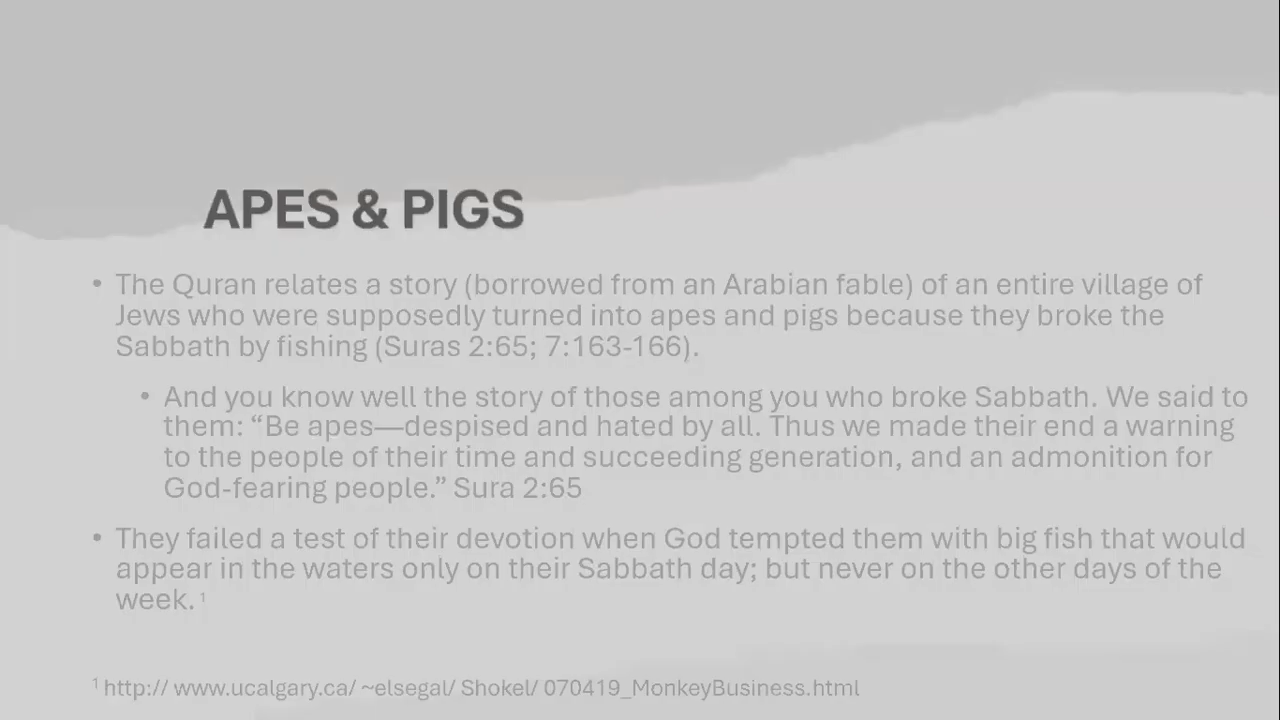 APES & PIGS
• The Quran relates a story (borrowed from an Arabian fable) of an entire village of
Jews who were supposedly turned into apes and pigs because they broke the
Sabbath by fishing (Suras 2:65; 7:163-166).
• And you know well the story of those among you who broke Sabbath. We said to
them: “Be apes—despised and hated by all. Thus we made their end a warning
to the people of their time and succeeding generation, and an admonition for
God-fearing people.” Sura 2:65
• They failed a test of their devotion when God tempted them with big fish that would
appear in the waters only on their Sabbath day; but never on the other days of the
week. 1
1 http:// www.ucalgary.ca/ ~elsegal/ Shokel/ 070419_MonkeyBusiness.html